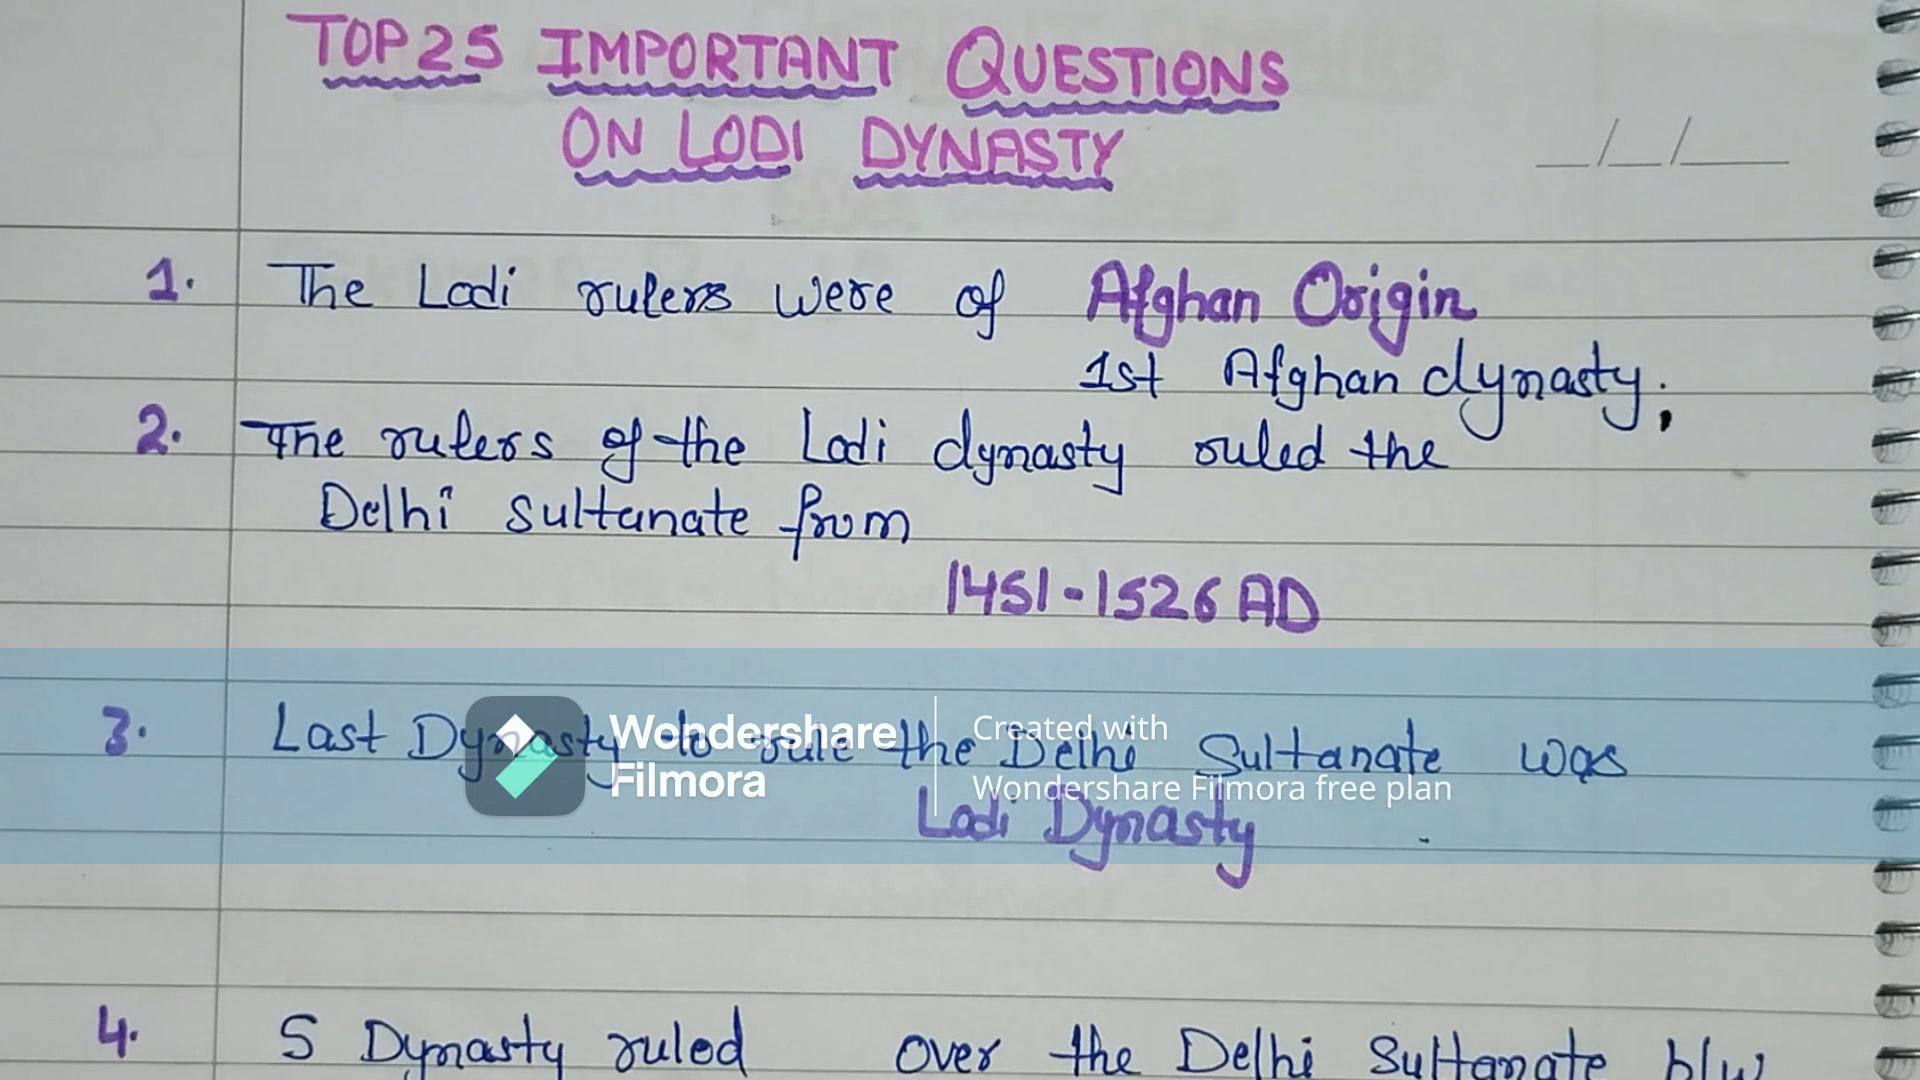 TOP 25 IMPORTANT QUESTIONS
ON LODI DYNASTY
_/_/_
1. The Lodi rulers were of Afghan Origin
1st Afghan dynasty;
2. The rulers of the Lodi dynasty ruled the
Delhi Sultanate from
1451-1526 AD
3. Last Dynasty to rule the Delhi Sultanate was
Lodi Dynasty
Wondershare
Filmora
Created with
Wondershare Filmora free plan
4. 5 Dynasty ruled over the Delhi Sultanate b/w